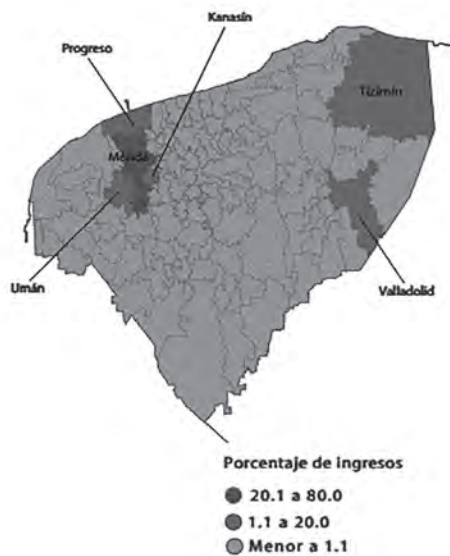 Kanasín
Progreso
Tizimín
Mérida
Umán
Valladolid
Porcentaje de ingresos
20.1 a 80.0
1.1 a 20.0
Menor a 1.1